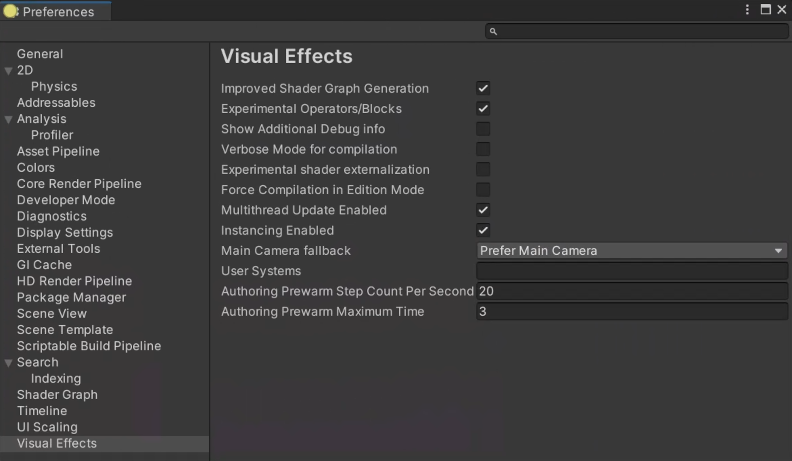 Preferences
General
2D
Physics
Addressables
Analysis
Profiler
Asset Pipeline
Colors
Core Render Pipeline
Developer Mode
Diagnostics
Display Settings
External Tools
GI Cache
HD Render Pipeline
Package Manager
Scene View
Scene Template
Scriptable Build Pipeline
Search
Indexing
Shader Graph
Timeline
UI Scaling
Visual Effects
Visual Effects
Improved Shader Graph Generation
Experimental Operators/Blocks
Show Additional Debug info
Verbose Mode for compilation
Experimental shader externalization
Force Compilation in Edition Mode
Multithread Update Enabled
Instancing Enabled
Main Camera fallback Prefer Main Camera
User Systems
Authoring Prewarm Step Count Per Second 20
Authoring Prewarm Maximum Time 3